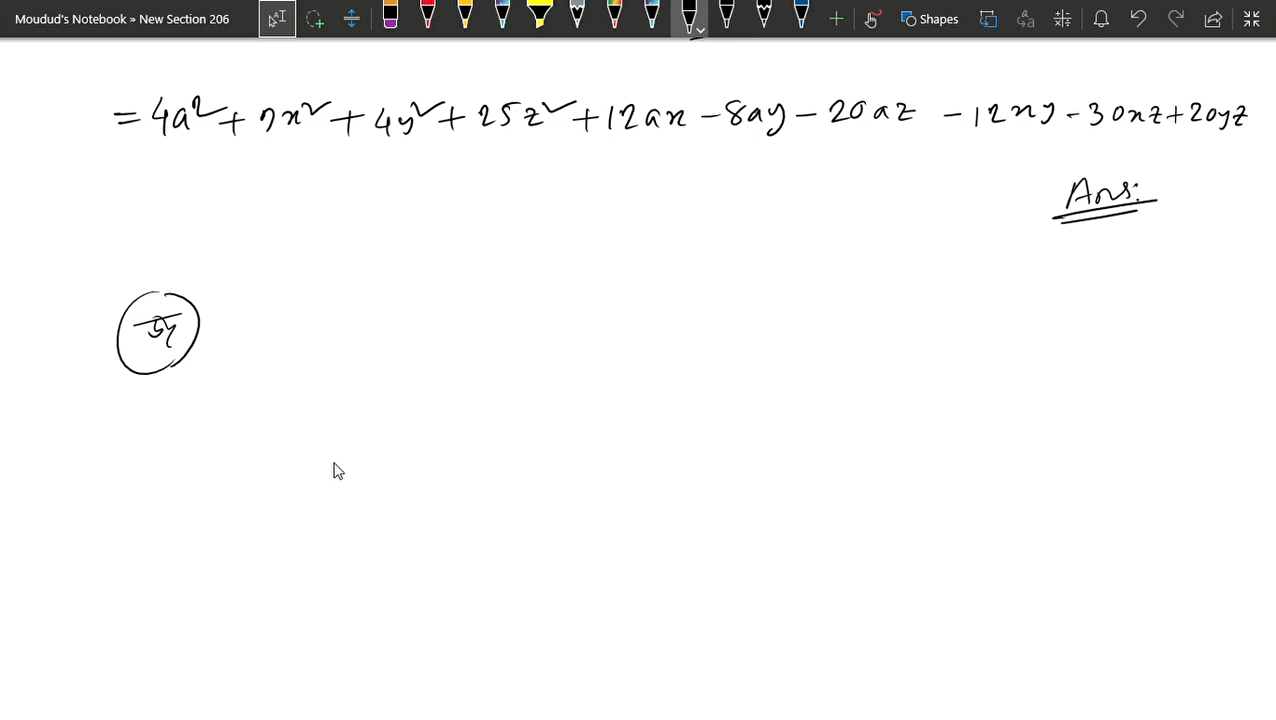 Moudud's Notebook » New Section 206
Shapes
= 4a² + 9x² + 4y² + 25z² + 12ax - 8ay - 20az - 12xy - 30xz + 20yz
Ans: